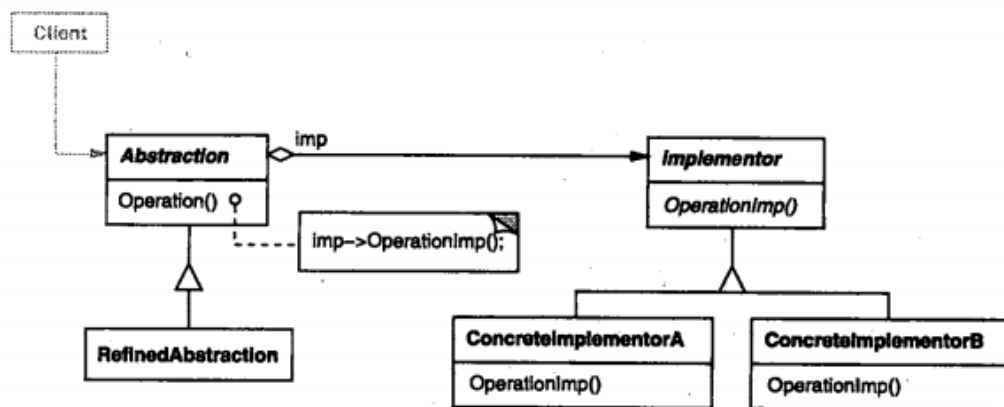 Client
imp
Abstraction
Implementor
Operation()
OperationImp()
imp->OperationImp();
RefinedAbstraction
ConcreteImplementorA
ConcreteImplementorB
OperationImp()
OperationImp()